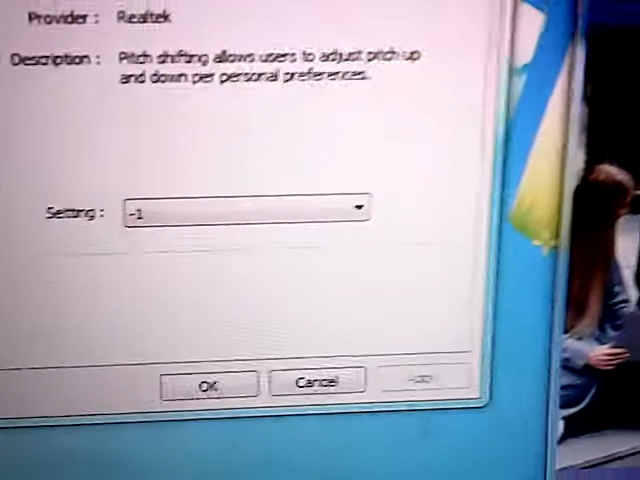 Provider : Realtek
Description : Pitch shifting allows users to adjust pitch up
and down per personal preferences.
Setting : -1
OK Cancel